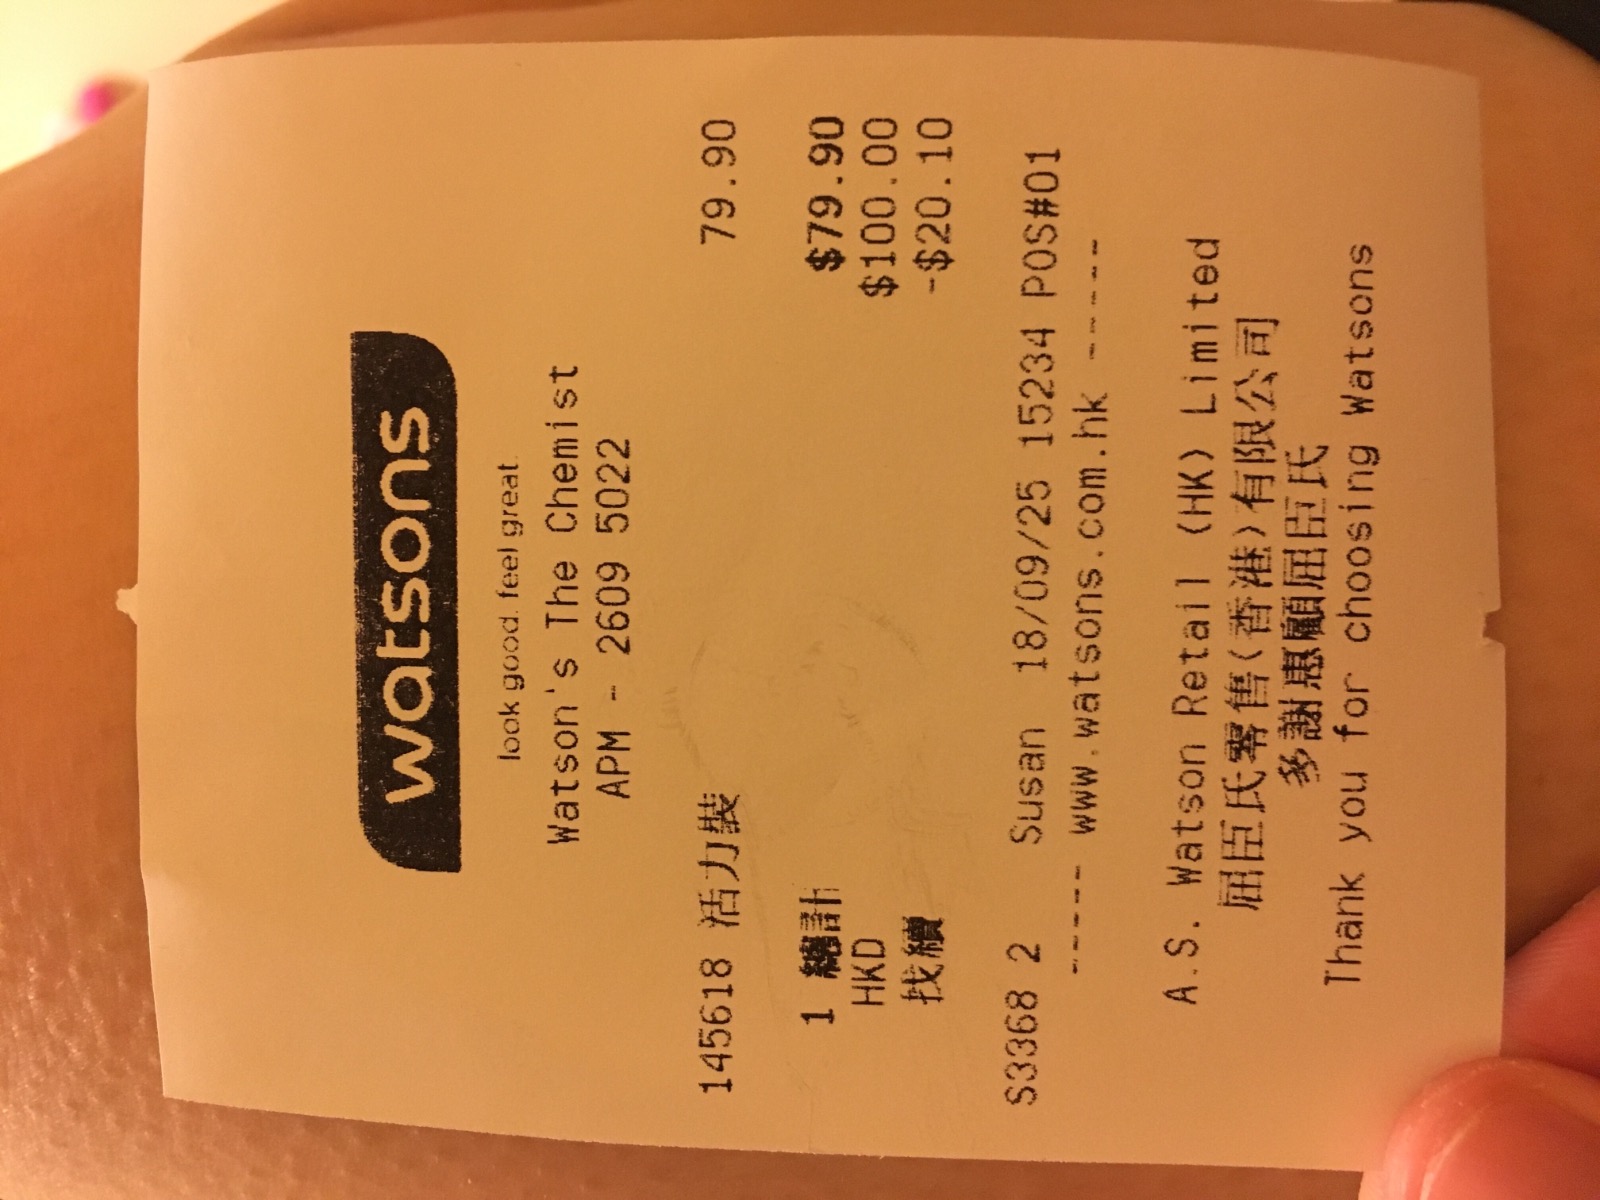 watsons
look good. feel great.
Watson's The Chemist
APM - 2609 5022
145618 活力裝 79.90
1 總計 $79.90
HKD $100.00
找續 -$20.10
S3368 2 Susan 18/09/25 15234 POS#01
----- www.watsons.com.hk -----
A.S. Watson Retail (HK) Limited
屈臣氏零售(香港)有限公司
多謝惠顧屈臣氏
Thank you for choosing Watsons